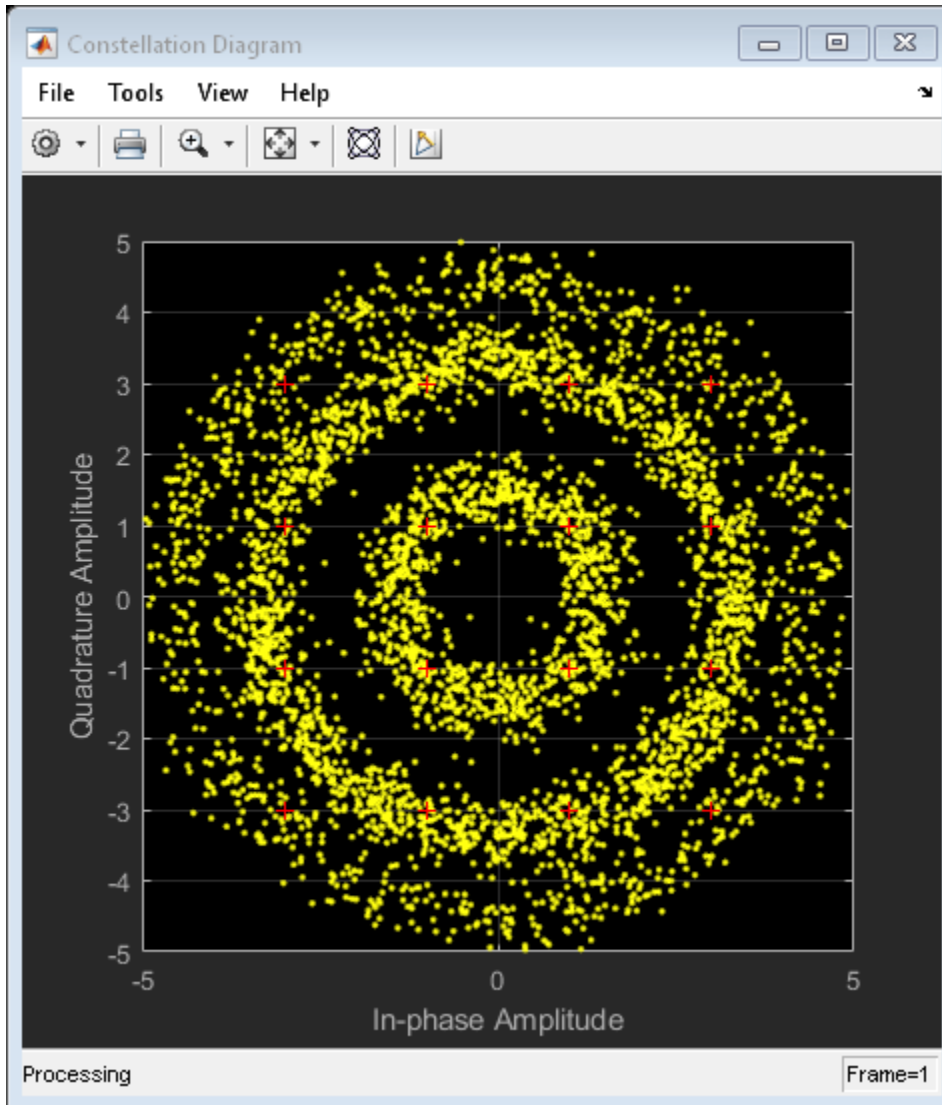 Constellation Diagram
File Tools View Help
5
4
3
2
1
0
-1
-2
-3
-4
-5
Quadrature Amplitude
-5 0 5
In-phase Amplitude
Processing Frame=1